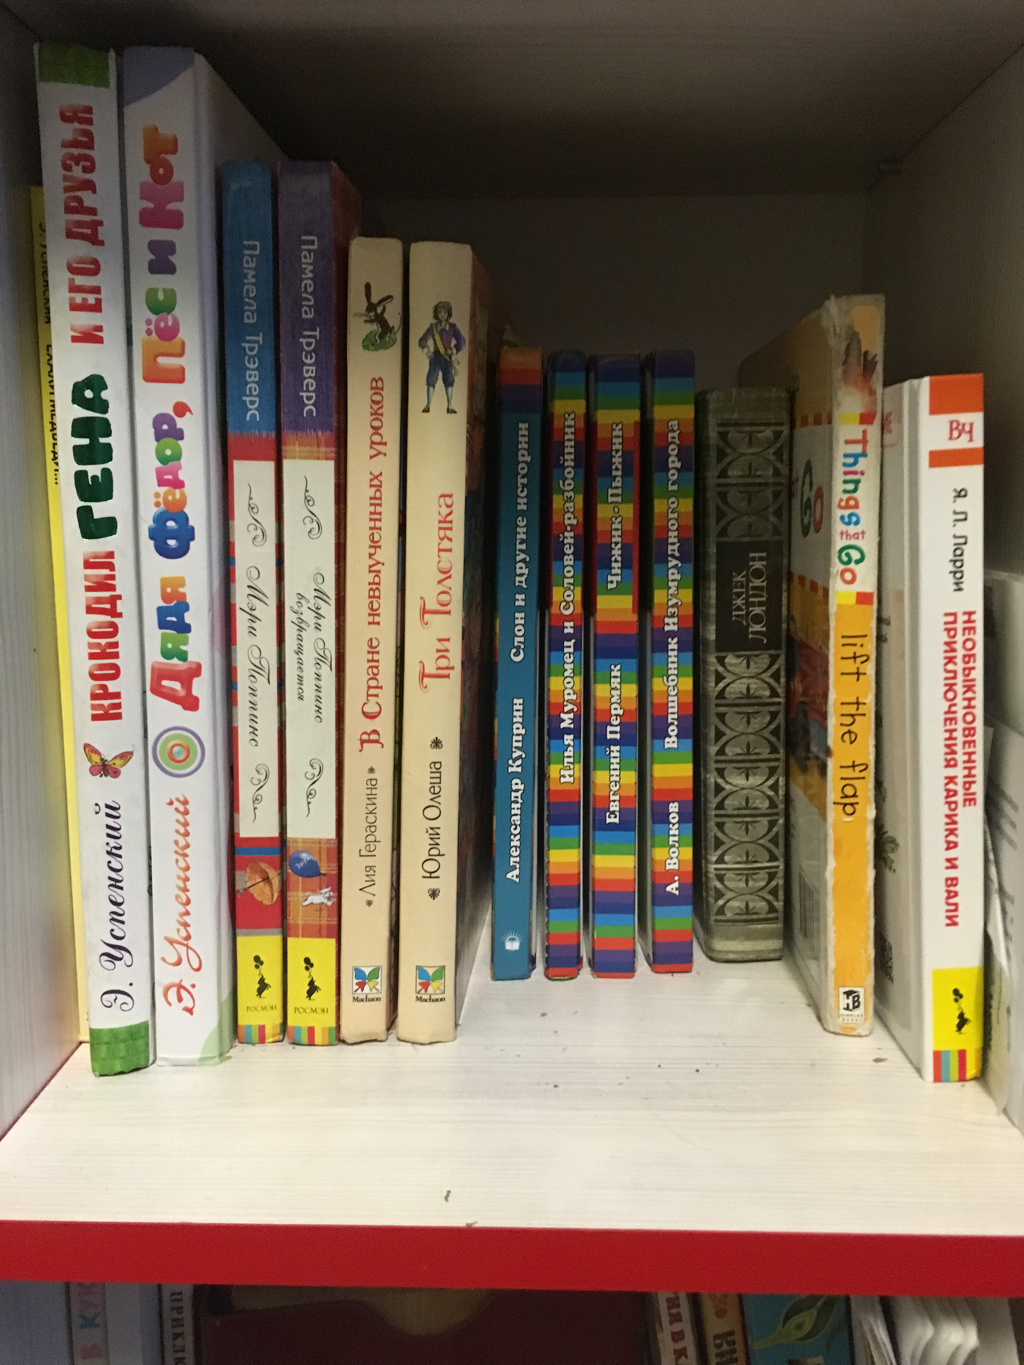 Э. Успенский КРОКОДИЛ ГЕНА И ЕГО ДРУЗЬЯ
Э. Успенский Дядя Фёдор, Пёс и Кот
Памела Трэверс
Мэри Поппинс
РОСМЭН
Памела Трэверс
Мэри Поппинс
возвращается
РОСМЭН
Лия Гераскина В Стране невыученных уроков
Machaon
Юрий Олеша Три Толстяка
Machaon
Александр Куприн Слон и другие истории
Илья Муромец и Соловей-разбойник
Евгений Пермяк Чижик-Пыжик
А. Волков Волшебник Изумрудного города
ДЖЕК
ЛОНДОН
Things that Go lift the flap
GO
ВЧ
Я. Л. Ларри
НЕОБЫКНОВЕННЫЕ
ПРИКЛЮЧЕНИЯ КАРИКА И ВАЛИ
В КУК
ПРИКЛ